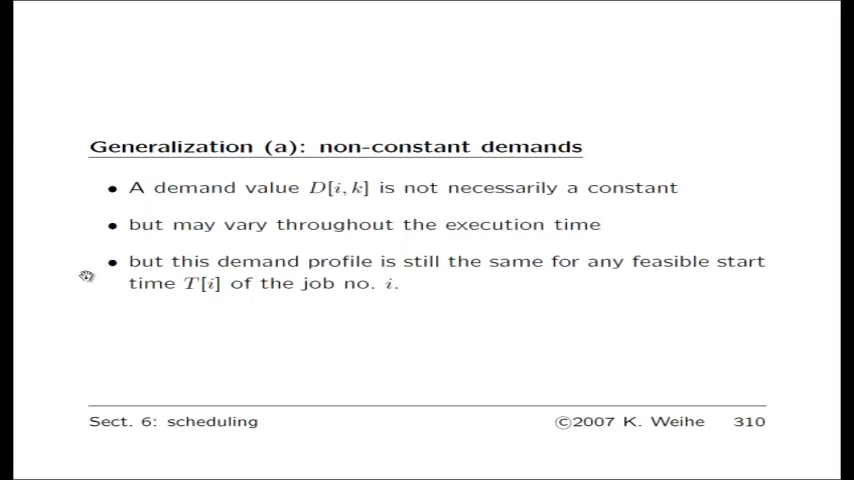 Generalization (a): non-constant demands
• A demand value D[i, k] is not necessarily a constant
• but may vary throughout the execution time
• but this demand profile is still the same for any feasible start
time T[i] of the job no. i.
Sect. 6: scheduling ©2007 K. Weihe 310